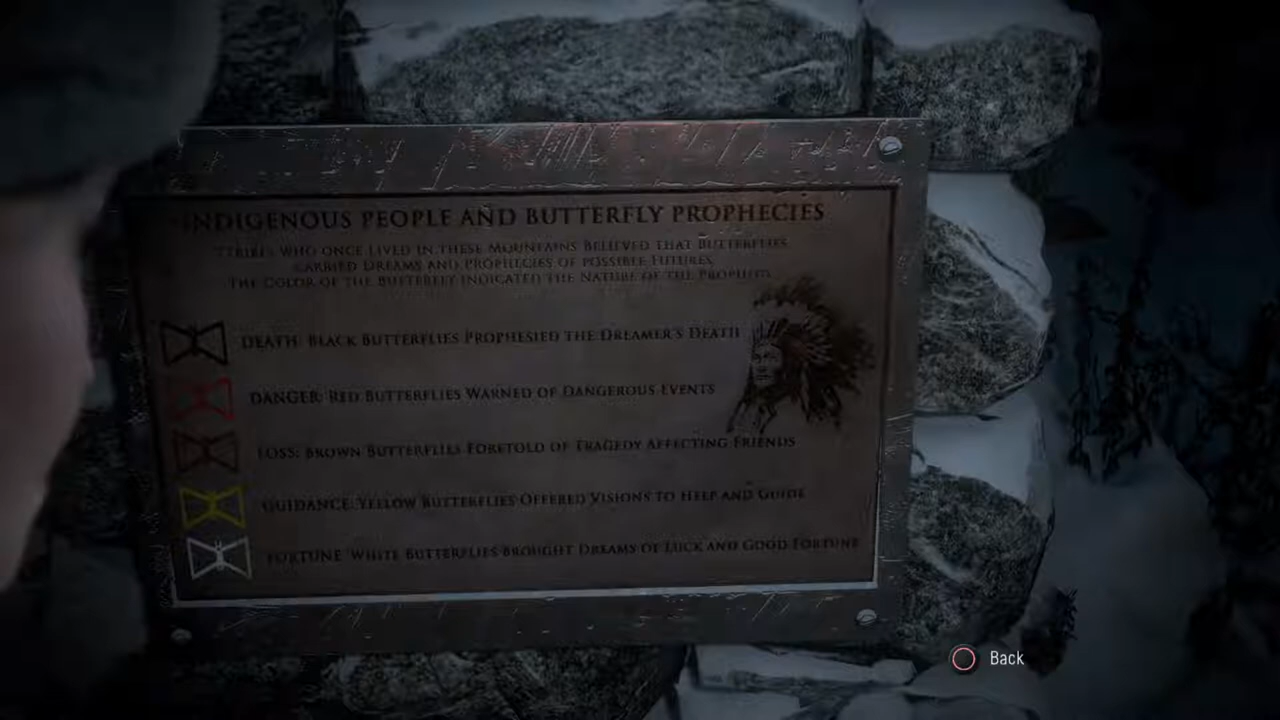 INDIGENOUS PEOPLE AND BUTTERFLY PROPHECIES
TRIBES WHO ONCE LIVED IN THESE MOUNTAINS BELIEVED THAT BUTTERFLIES
CARRIED DREAMS AND PROPHECIES OF POSSIBLE FUTURES.
THE COLOR OF THE BUTTERFLY INDICATED THE NATURE OF THE PROPHECY
DEATH: BLACK BUTTERFLIES PROPHESIED THE DREAMER'S DEATH
DANGER: RED BUTTERFLIES WARNED OF DANGEROUS EVENTS
LOSS: BROWN BUTTERFLIES FORETOLD OF TRAGEDY AFFECTING FRIENDS
GUIDANCE: YELLOW BUTTERFLIES OFFERED VISIONS TO HELP AND GUIDE
FORTUNE: WHITE BUTTERFLIES BROUGHT DREAMS OF LUCK AND GOOD FORTUNE
Back